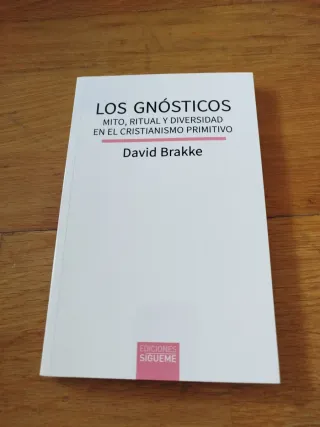 LOS GNÓSTICOS
MITO, RITUAL Y DIVERSIDAD
EN EL CRISTIANISMO PRIMITIVO
David Brakke
EDICIONES
SÍGUEME